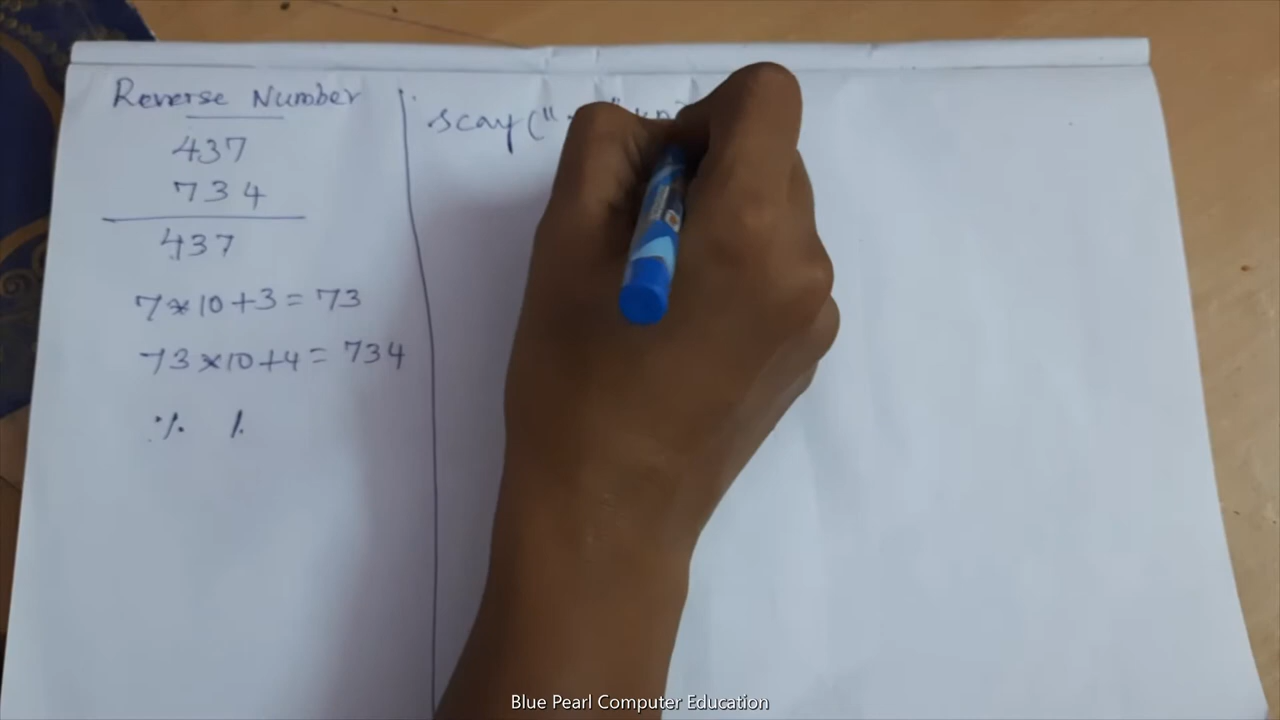 Reverse Number
437
734
437
7*10+3=73
73*10+4=734
% /.
scanf("
Blue Pearl Computer Education